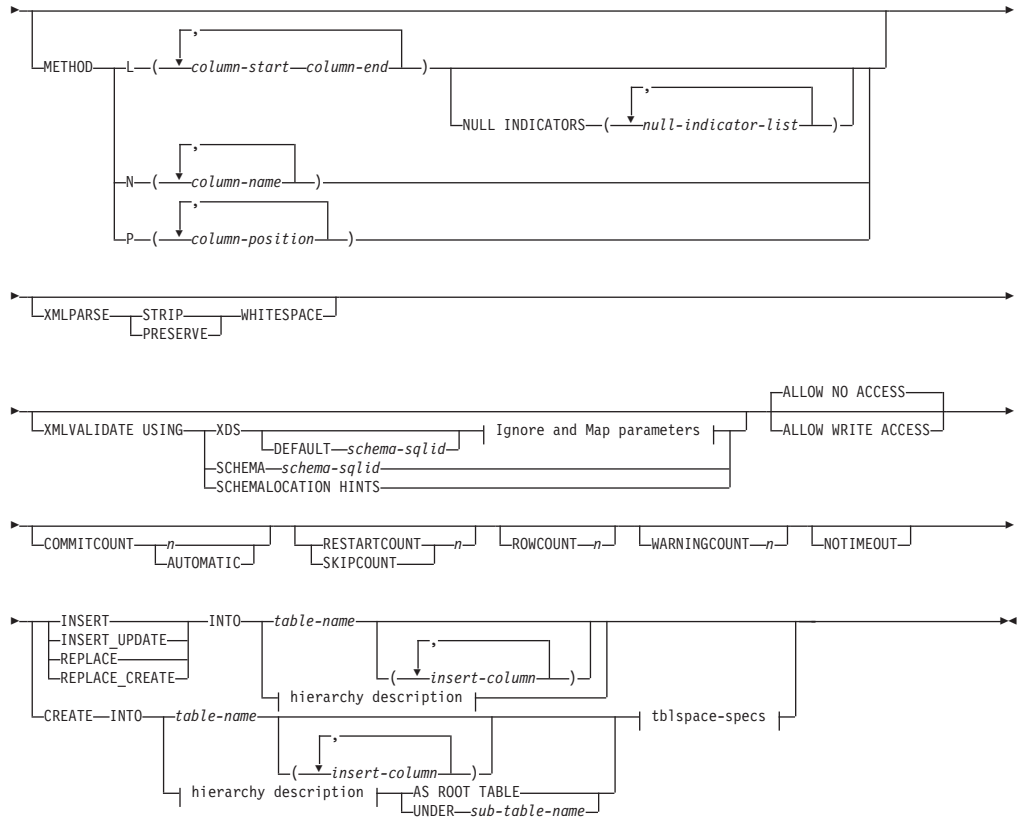 ,
METHOD L ( column-start column-end )
,
NULL INDICATORS ( null-indicator-list )
,
N ( column-name )
,
P ( column-position )
XMLPARSE STRIP WHITESPACE
PRESERVE
ALLOW NO ACCESS
XMLVALIDATE USING XDS Ignore and Map parameters ALLOW WRITE ACCESS
DEFAULT schema-sqlid
SCHEMA schema-sqlid
SCHEMALOCATION HINTS
COMMITCOUNT n RESTARTCOUNT n ROWCOUNT n WARNINGCOUNT n NOTIMEOUT
AUTOMATIC SKIPCOUNT
INSERT INTO table-name
INSERT_UPDATE ,
REPLACE ( insert-column )
REPLACE_CREATE hierarchy description
CREATE INTO table-name tblspace-specs
,
( insert-column )
hierarchy description AS ROOT TABLE
UNDER sub-table-name